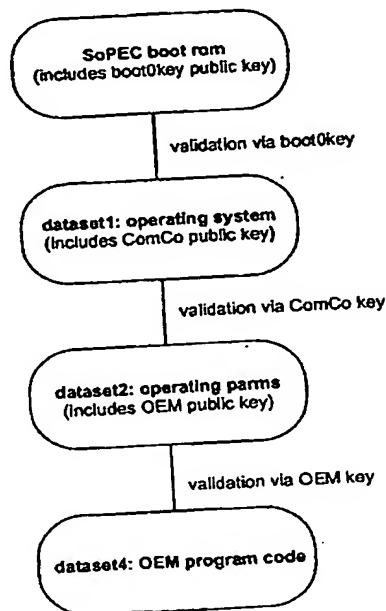 SoPEC boot rom
(includes boot0key public key)
validation via boot0key
dataset1: operating system
(includes ComCo public key)
validation via ComCo key
dataset2: operating parms
(includes OEM public key)
validation via OEM key
dataset4: OEM program code